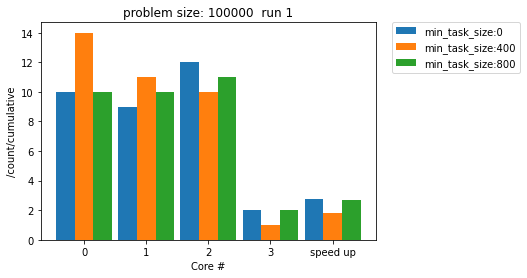 problem size: 100000  run 1
min_task_size:0
min_task_size:400
min_task_size:800
/count/cumulative
14
12
10
8
6
4
2
0
0 1 2 3 speed up
Core #